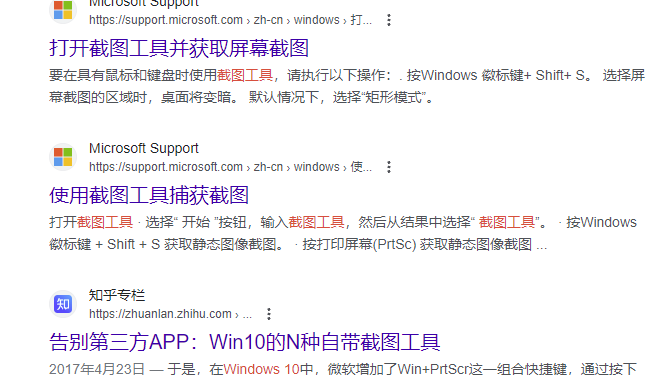 Microsoft Support
https://support.microsoft.com › zh-cn › windows › 打...
打开截图工具并获取屏幕截图
要在具有鼠标和键盘时使用截图工具，请执行以下操作：. 按Windows 徽标键+ Shift+ S。 选择屏
幕截图的区域时，桌面将变暗。 默认情况下，选择“矩形模式”。
Microsoft Support
https://support.microsoft.com › zh-cn › windows › 使...
使用截图工具捕获截图
打开截图工具 · 选择“ 开始 ”按钮，输入截图工具，然后从结果中选择“ 截图工具”。 · 按Windows
徽标键 + Shift + S 获取静态图像截图。 · 按打印屏幕(PrtSc) 获取静态图像截图 ...
知 知乎专栏
https://zhuanlan.zhihu.com › ...
告别第三方APP：Win10的N种自带截图工具
2017年4月23日 — 于是，在Windows 10中，微软增加了Win+PrtScr这一组合快捷键，通过按下